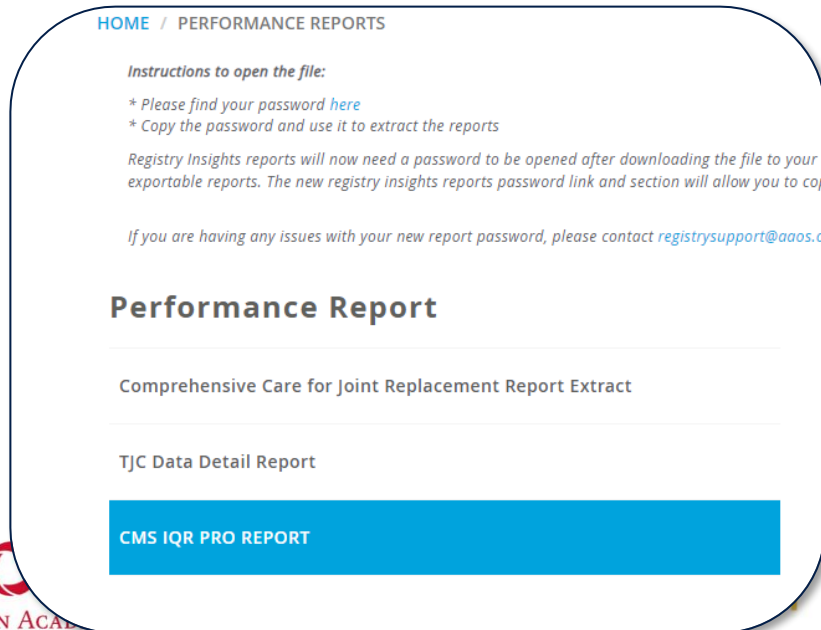 HOME / PERFORMANCE REPORTS
Instructions to open the file:
* Please find your password here
* Copy the password and use it to extract the reports
Registry Insights reports will now need a password to be opened after downloading the file to your
exportable reports. The new registry insights reports password link and section will allow you to
If you are having any issues with your new report password, please contact registrysupport@aaos.
Performance Report
Comprehensive Care for Joint Replacement Report Extract
TJC Data Detail Report
CMS IQR PRO REPORT